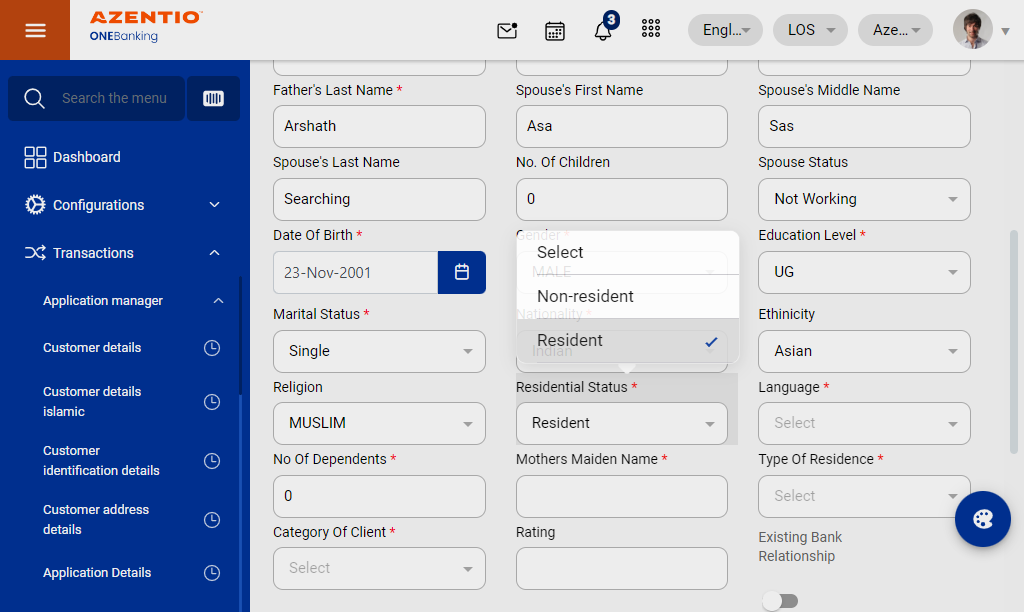 AZENTIO
ONEBanking
3
Engl...
LOS
Aze...
Search the menu
Dashboard
Configurations
Transactions
Application manager
Customer details
Customer details
islamic
Customer
identification details
Customer address
details
Application Details
Father's Last Name *
Spouse's First Name
Spouse's Middle Name
Arshath
Asa
Sas
Spouse's Last Name
No. Of Children
Spouse Status
Searching
0
Not Working
Date Of Birth *
Gender *
Education Level *
23-Nov-2001
MALE
UG
Select
Non-resident
Resident
Marital Status *
Nationality *
Ethinicity
Single
Indian
Asian
Religion
Residential Status *
Language *
MUSLIM
Resident
Select
No Of Dependents *
Mothers Maiden Name *
Type Of Residence *
0
Select
Category Of Client *
Rating
Existing Bank
Relationship
Select